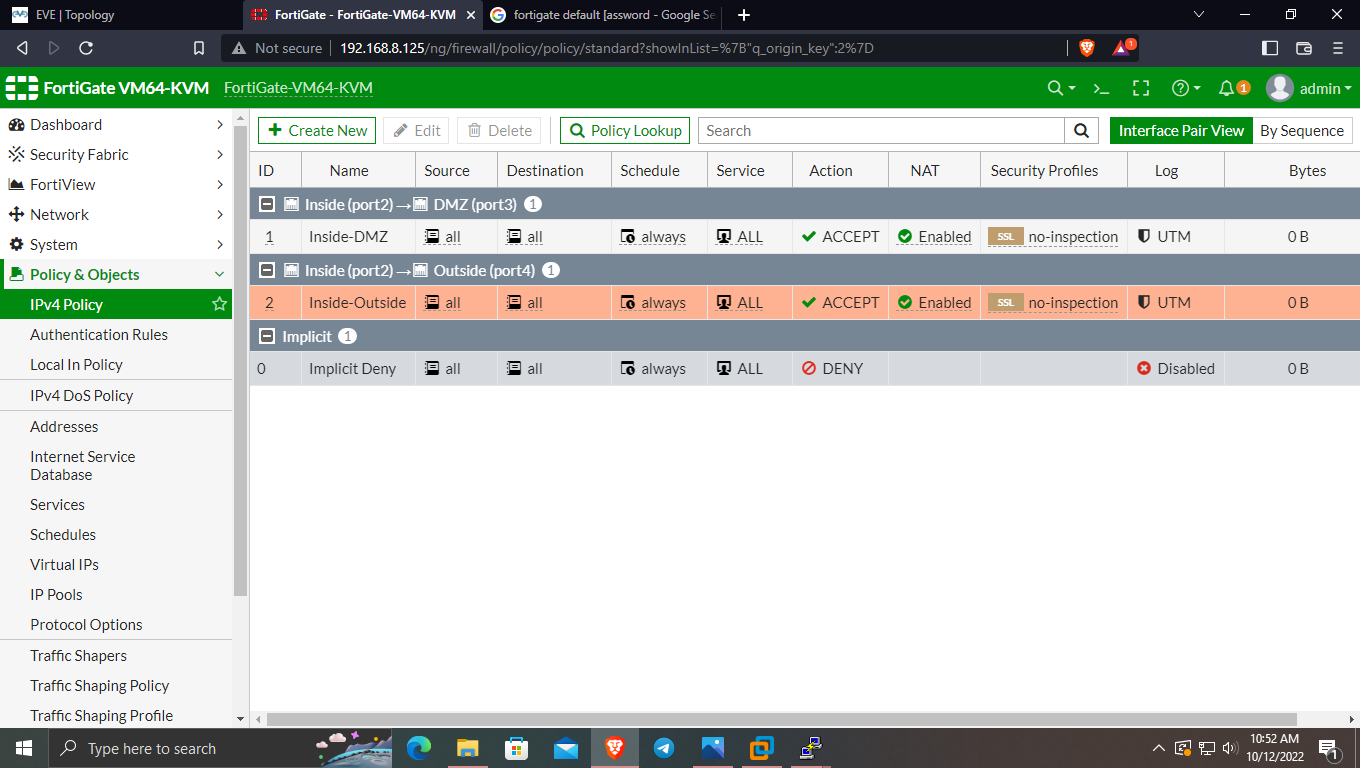 EVE | Topology
FortiGate - FortiGate-VM64-KVM
fortigate default [assword - Google Se
Not secure
192.168.8.125/ng/firewall/policy/policy/standard?showInList=%7B"q_origin_key":2%7D
1
FortiGate VM64-KVM
FortiGate-VM64-KVM
1
admin
Dashboard
Security Fabric
FortiView
Network
System
Policy & Objects
IPv4 Policy
Authentication Rules
Local In Policy
IPv4 DoS Policy
Addresses
Internet Service
Database
Services
Schedules
Virtual IPs
IP Pools
Protocol Options
Traffic Shapers
Traffic Shaping Policy
Traffic Shaping Profile
Create New Edit Delete Policy Lookup Search Interface Pair View By Sequence
ID Name Source Destination Schedule Service Action NAT Security Profiles Log Bytes
Inside (port2) → DMZ (port3) 1
1 Inside-DMZ all all always ALL ACCEPT Enabled SSL no-inspection UTM 0 B
Inside (port2) → Outside (port4) 1
2 Inside-Outside all all always ALL ACCEPT Enabled SSL no-inspection UTM 0 B
Implicit 1
0 Implicit Deny all all always ALL DENY Disabled 0 B
Type here to search
10:52 AM
10/12/2022
1